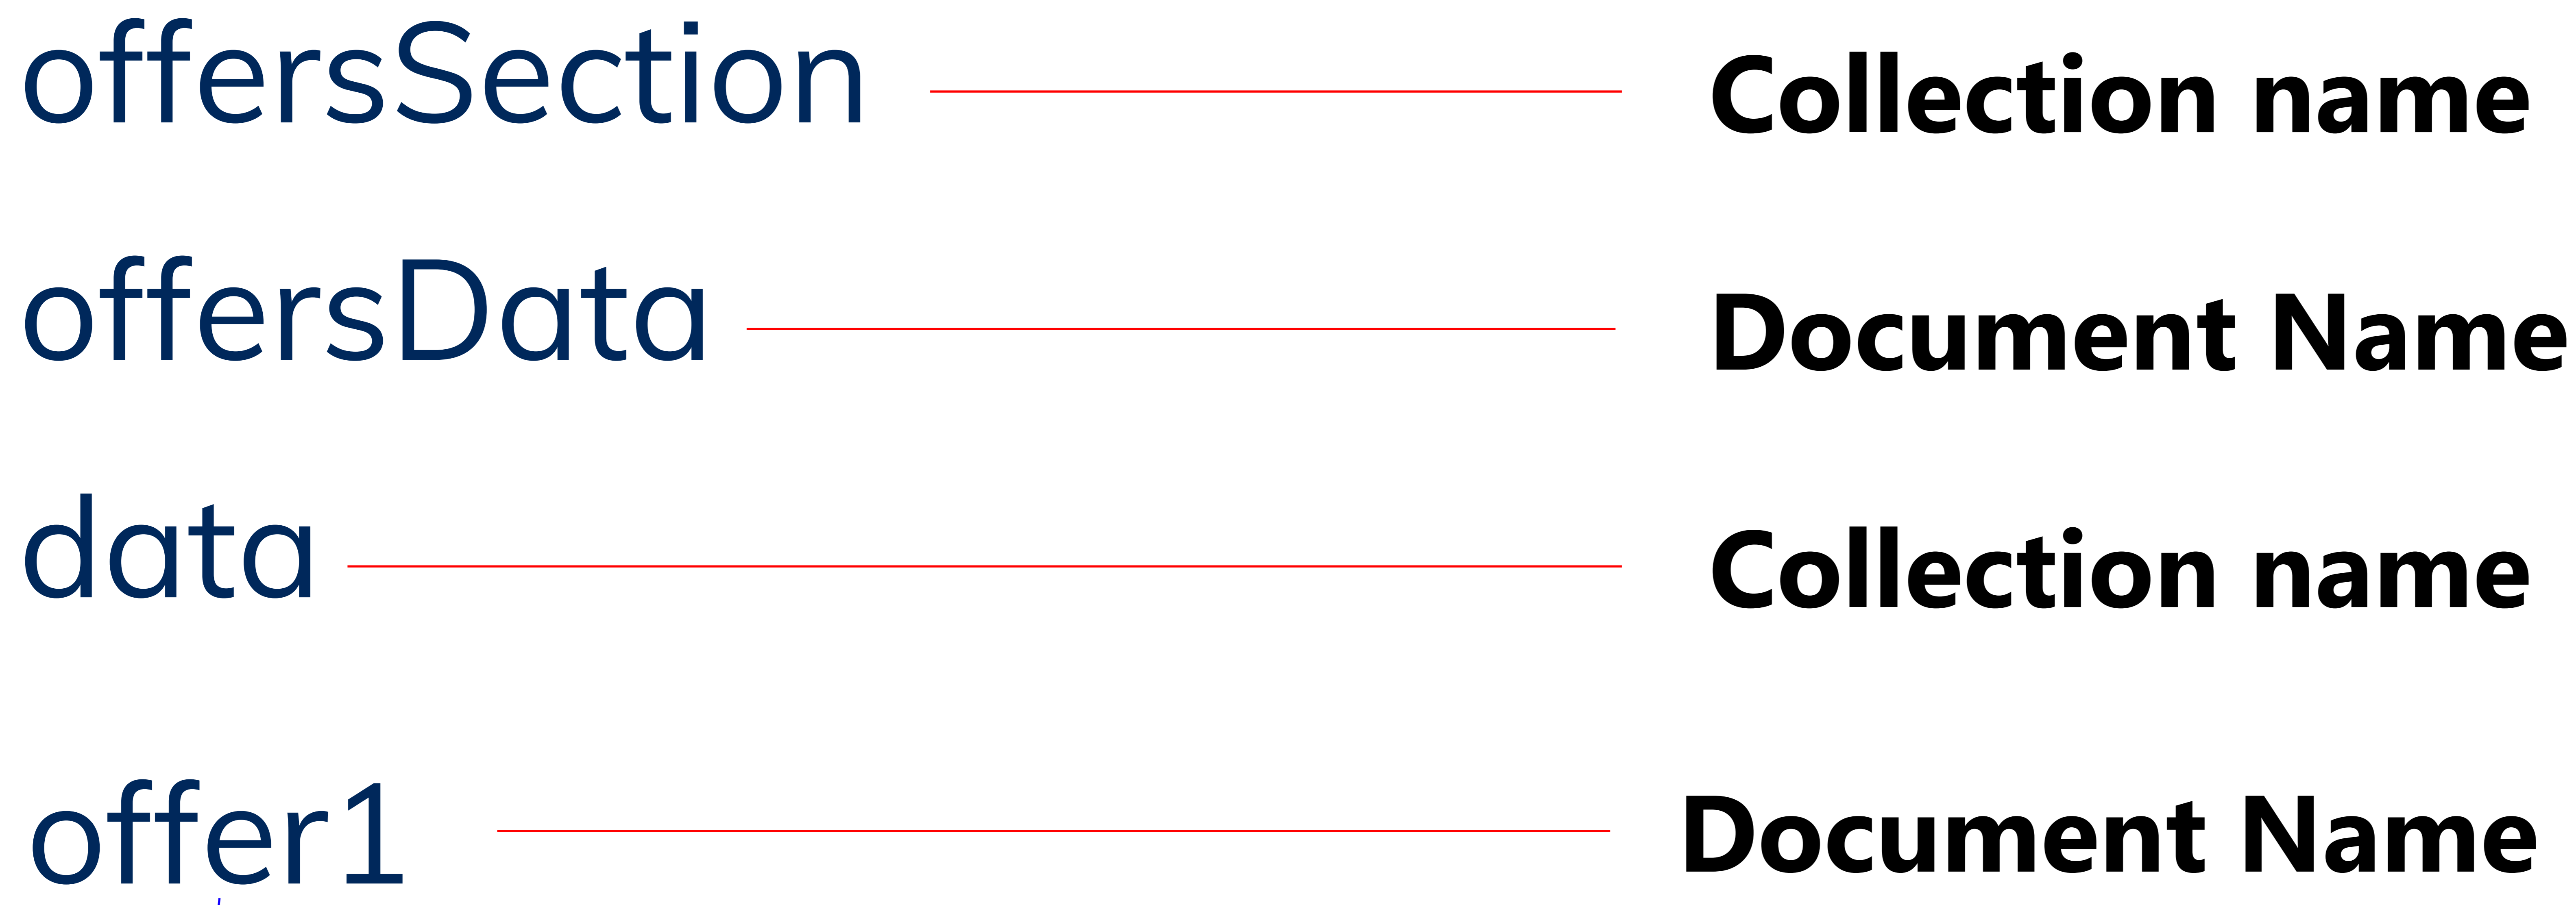 offersSection Collection name
offersData Document Name
data Collection name
offer1 Document Name